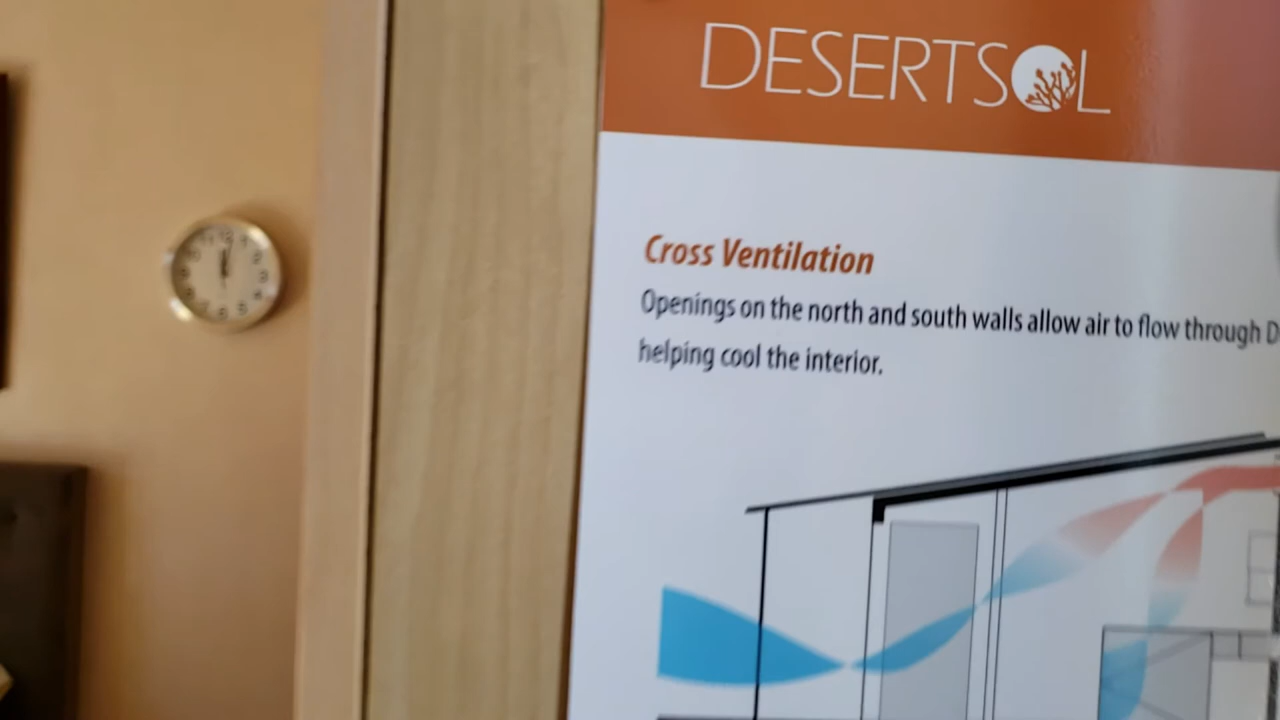 DESERTSOL
Cross Ventilation
Openings on the north and south walls allow air to flow through D
helping cool the interior.
12